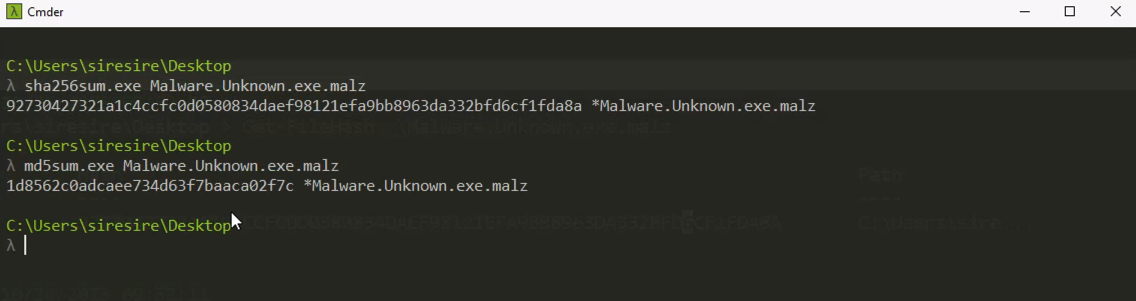 λ Cmder
C:\Users\siresire\Desktop
λ sha256sum.exe Malware.Unknown.exe.malz
92730427321a1c4ccfc0d0580834daef98121efa9bb8963da332bfd6cf1fda8a *Malware.Unknown.exe.malz
C:\Users\siresire\Desktop
λ md5sum.exe Malware.Unknown.exe.malz
1d8562c0adcaee734d63f7baaca02f7c *Malware.Unknown.exe.malz
C:\Users\siresire\Desktop
λ